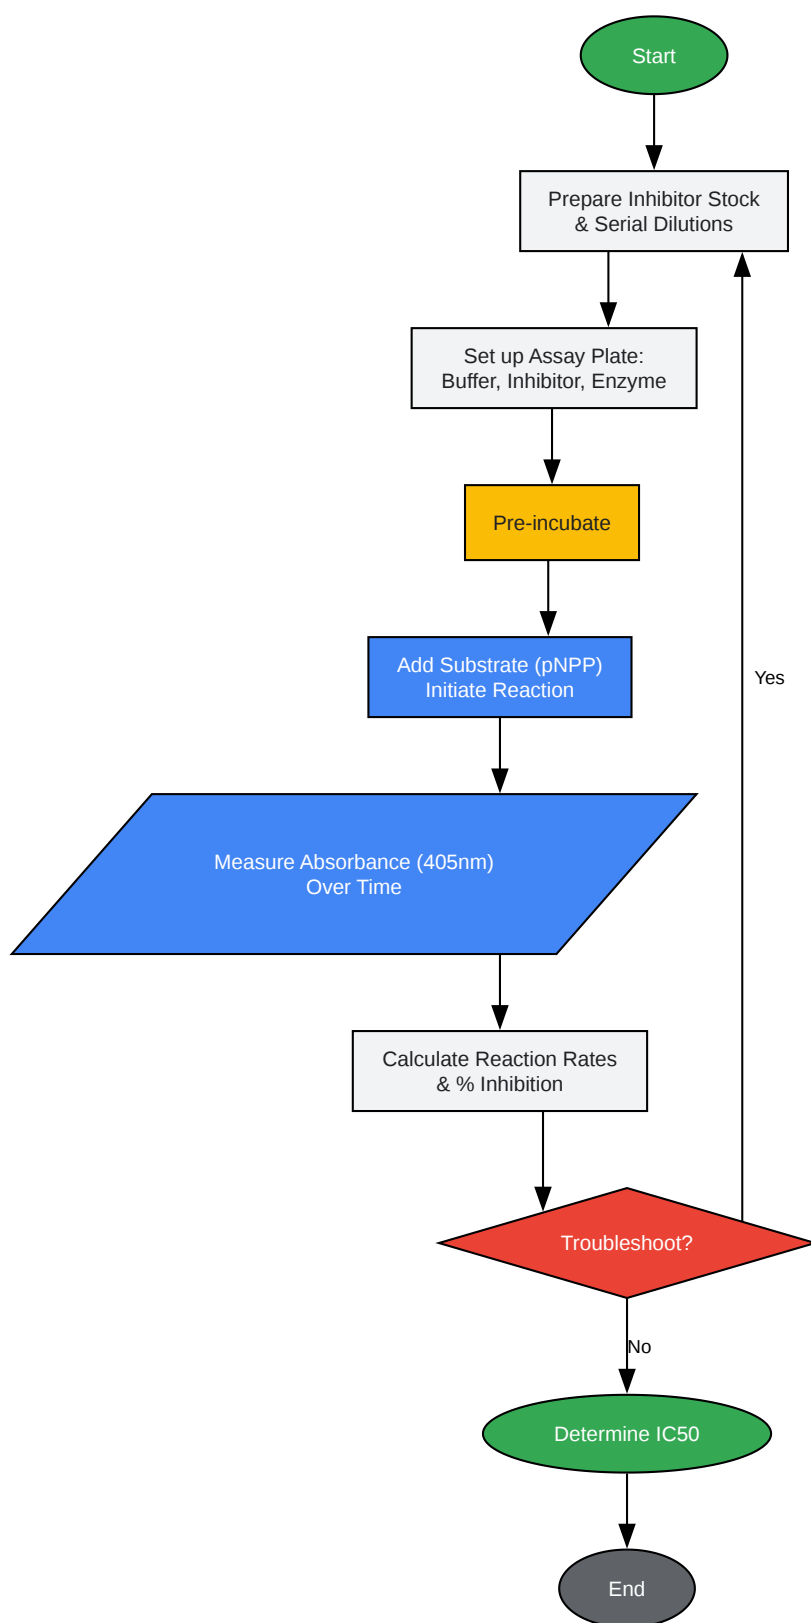 Start
Prepare Inhibitor Stock
& Serial Dilutions
Set up Assay Plate:
Buffer, Inhibitor, Enzyme
Pre-incubate
Add Substrate (pNPP)
Initiate Reaction
Yes
Measure Absorbance (405nm)
Over Time
Calculate Reaction Rates
& % Inhibition
Troubleshoot?
No
Determine IC50
End